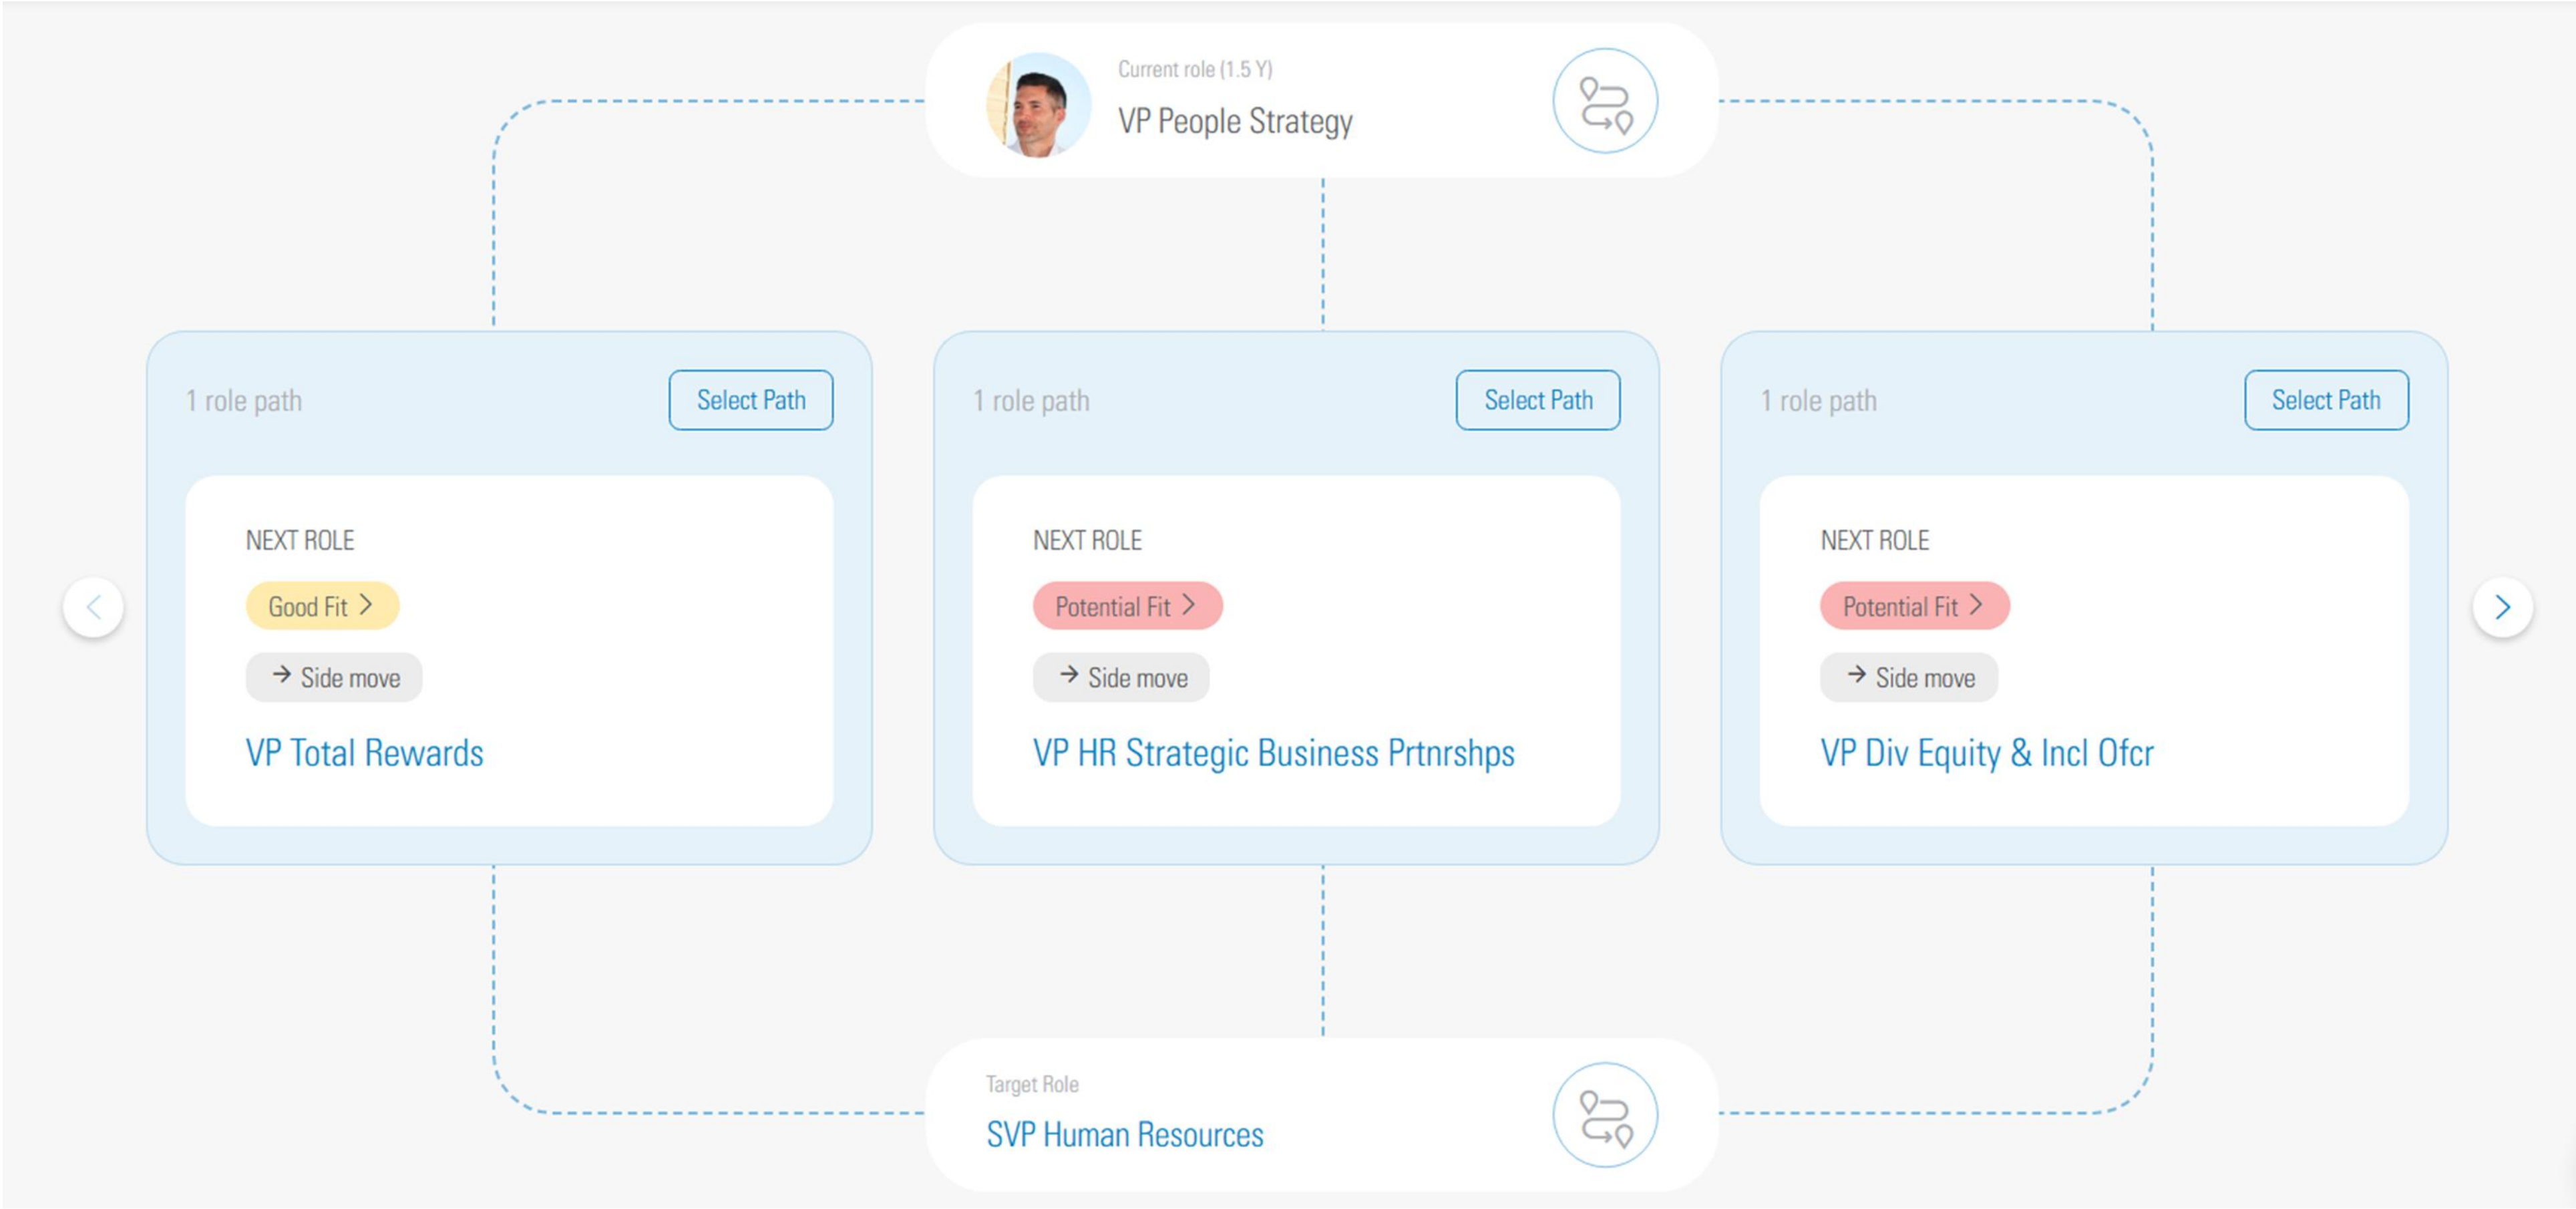 Current role (1.5 Y)
VP People Strategy
1 role path
Select Path
NEXT ROLE
Good Fit >
→ Side move
VP Total Rewards
1 role path
Select Path
NEXT ROLE
Potential Fit >
→ Side move
VP HR Strategic Business Prtnrshps
1 role path
Select Path
NEXT ROLE
Potential Fit >
→ Side move
VP Div Equity & Incl Ofcr
Target Role
SVP Human Resources